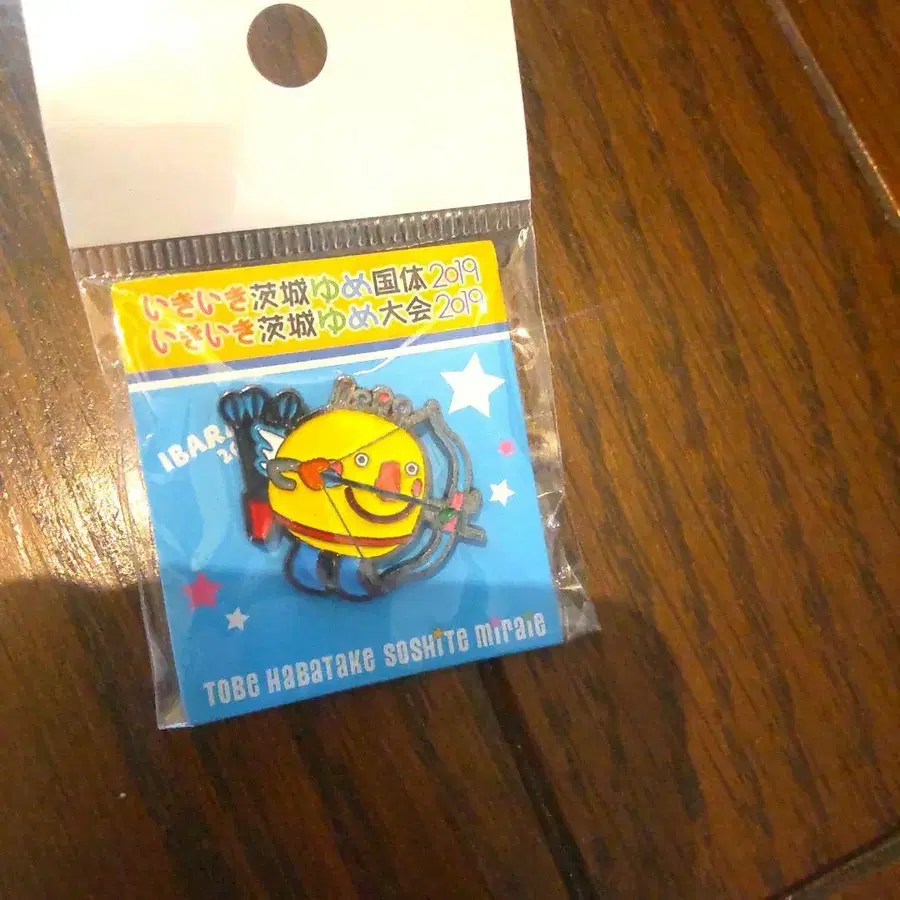 いきいき茨城ゆめ国体2019
いきいき茨城ゆめ大会2019
TOBE HABATAKE SOSHITE MIRAIE